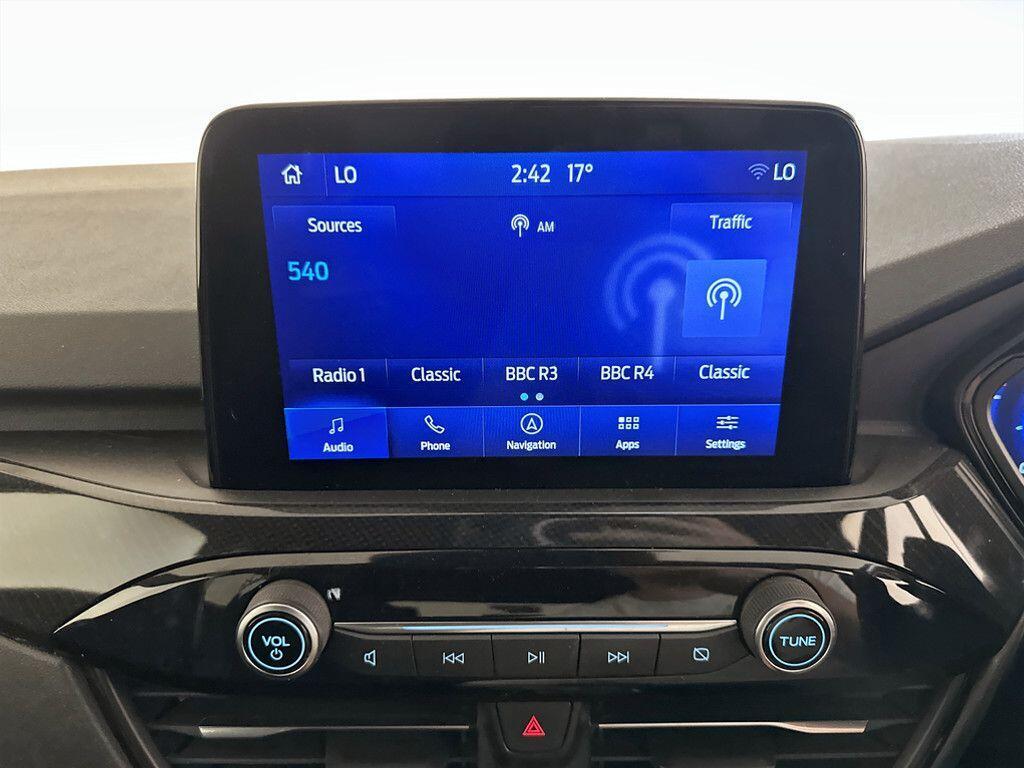 LO 2:42 17° LO
Sources AM Traffic
540
Radio 1 Classic BBC R3 BBC R4 Classic
Audio Phone Navigation Apps Settings
VOL TUNE